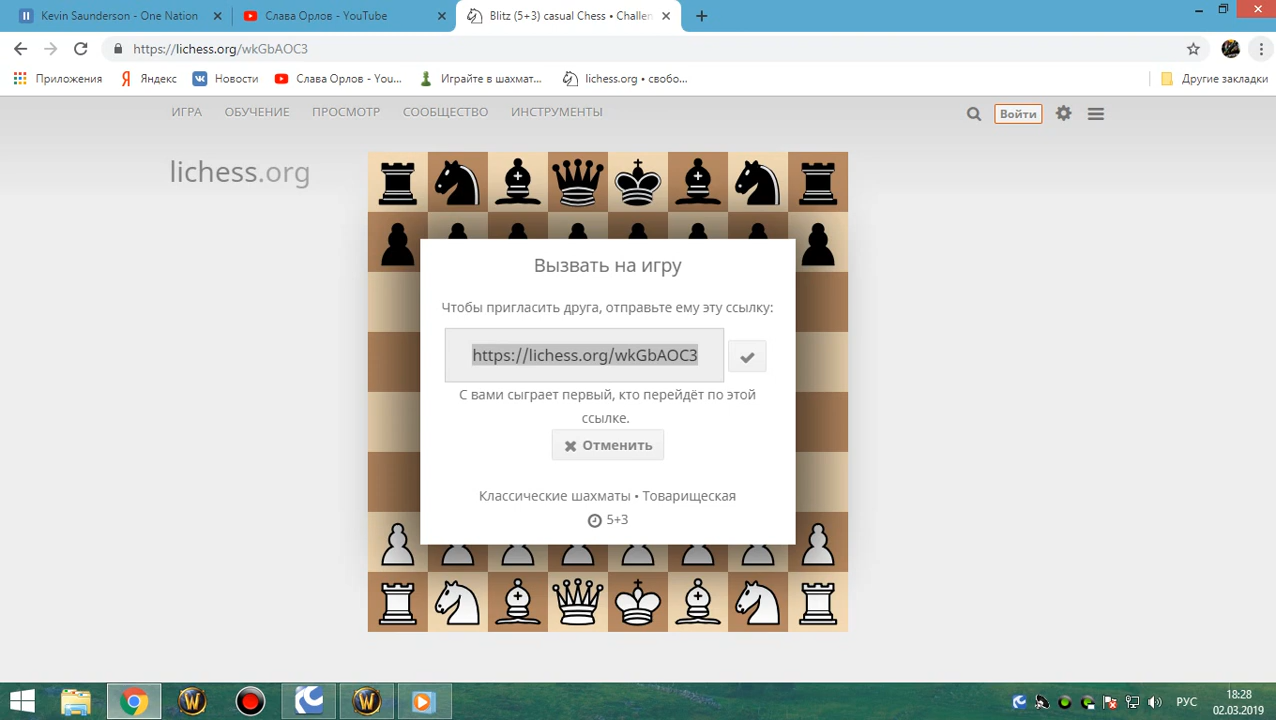 Kevin Saunderson - One Nation
Слава Орлов - YouTube
Blitz (5+3) casual Chess • Challen
https://lichess.org/wkGbAOC3
Приложения
Яндекс
Новости
Слава Орлов - You...
Играйте в шахмат...
lichess.org • свобо...
Другие закладки
ИГРА ОБУЧЕНИЕ ПРОСМОТР СООБЩЕСТВО ИНСТРУМЕНТЫ
Войти
lichess.org
Вызвать на игру
Чтобы пригласить друга, отправьте ему эту ссылку:
https://lichess.org/wkGbAOC3
С вами сыграет первый, кто перейдёт по этой
ссылке.
Отменить
Классические шахматы • Товарищеская
5+3
РУС
18:28
02.03.2019